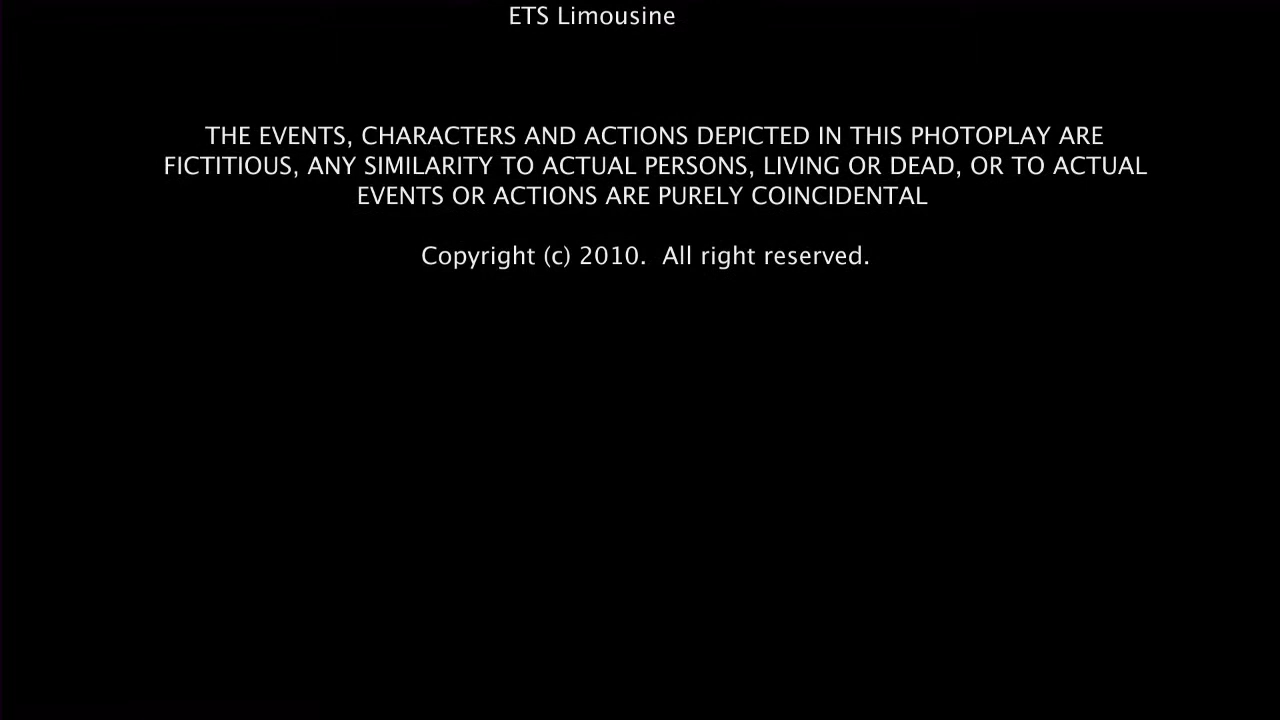 ETS Limousine
THE EVENTS, CHARACTERS AND ACTIONS DEPICTED IN THIS PHOTOPLAY ARE
FICTITIOUS, ANY SIMILARITY TO ACTUAL PERSONS, LIVING OR DEAD, OR TO ACTUAL
EVENTS OR ACTIONS ARE PURELY COINCIDENTAL
Copyright (c) 2010.  All right reserved.